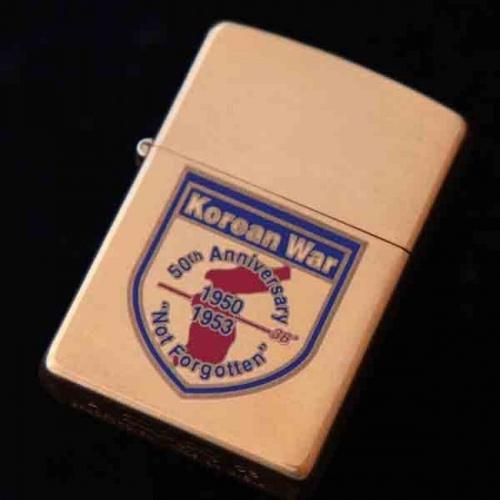 Korean War
50th Anniversary
1950
1953
38°
"Not Forgotten"